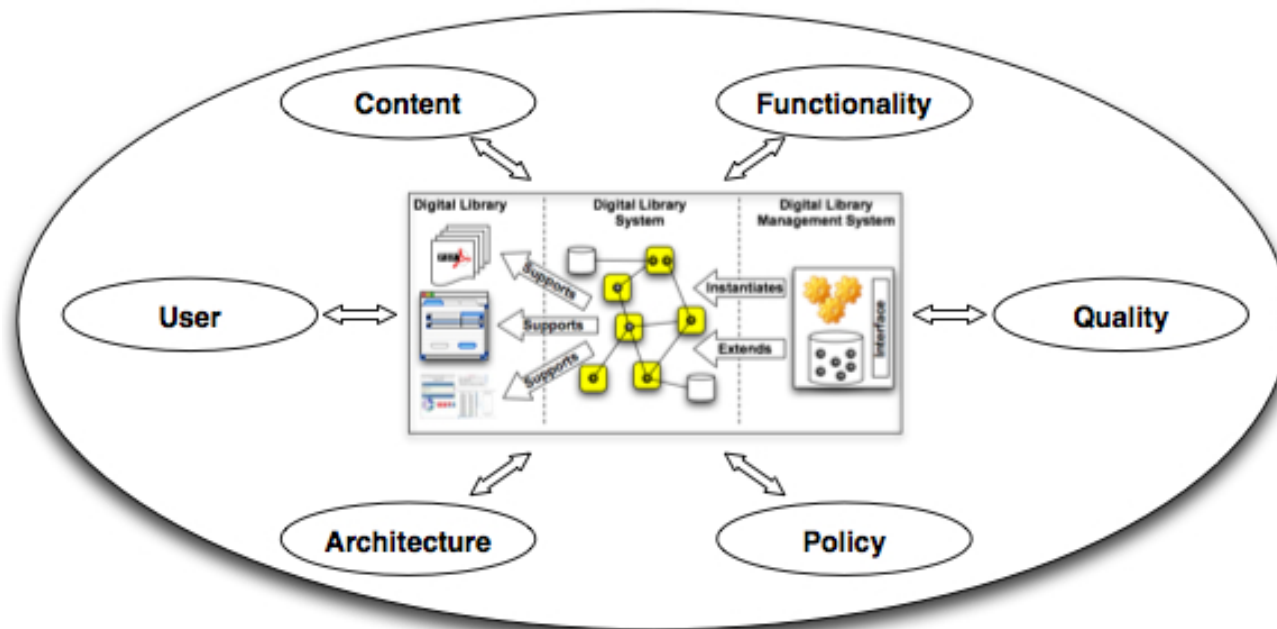 Content
Functionality
Digital Library
Digital Library
System
Digital Library
Management System
Supports
Instantiates
User
Supports
Interface
Quality
Extends
Supports
Architecture
Policy